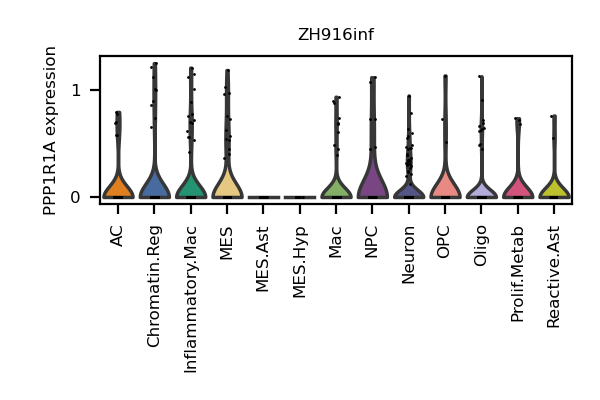 ZH916inf
PPP1R1A expression
1
0
AC
Chromatin.Reg
Inflammatory.Mac
MES
MES.Ast
MES.Hyp
Mac
NPC
Neuron
OPC
Oligo
Prolif.Metab
Reactive.Ast